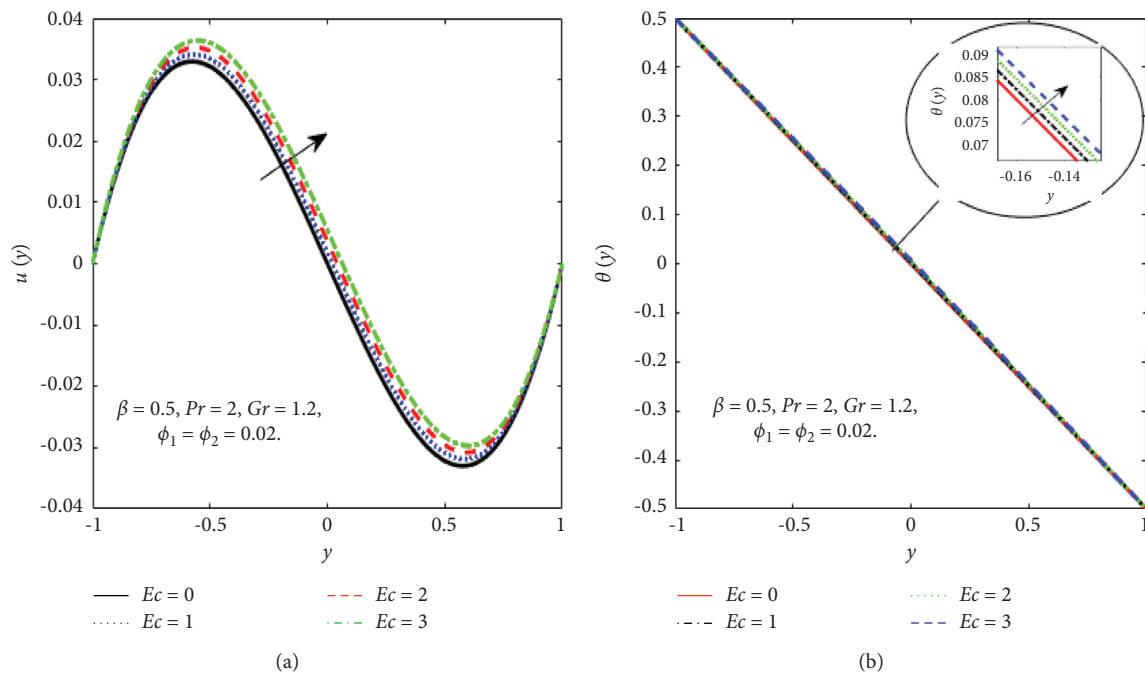 0.04
0.03
0.02
0.01
0
-0.01
-0.02
-0.03
-0.04
u (y)
β = 0.5, Pr = 2, Gr = 1.2,
ϕ1 = ϕ2 = 0.02.
-1 -0.5 0 0.5 1
y
Ec = 0 Ec = 2
Ec = 1 Ec = 3
(a)
0.5
0.4
0.3
0.2
0.1
0
-0.1
-0.2
-0.3
-0.4
-0.5
θ (y)
0.09
0.085
0.08
0.075
0.07
θ (y)
-0.16 -0.14
y
β = 0.5, Pr = 2, Gr = 1.2,
ϕ1 = ϕ2 = 0.02.
-1 -0.5 0 0.5 1
y
Ec = 0 Ec = 2
Ec = 1 Ec = 3
(b)